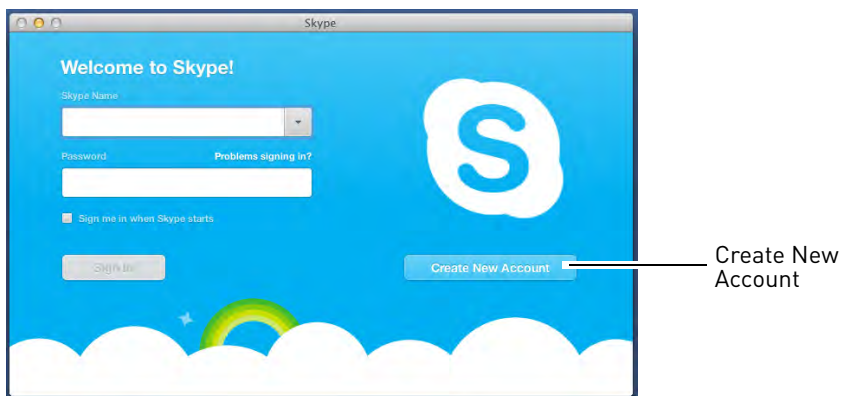 Skype
Welcome to Skype!
Skype Name
Password Problems signing in?
Sign me in when Skype starts
Sign In
Create New Account
S
Create New
Account